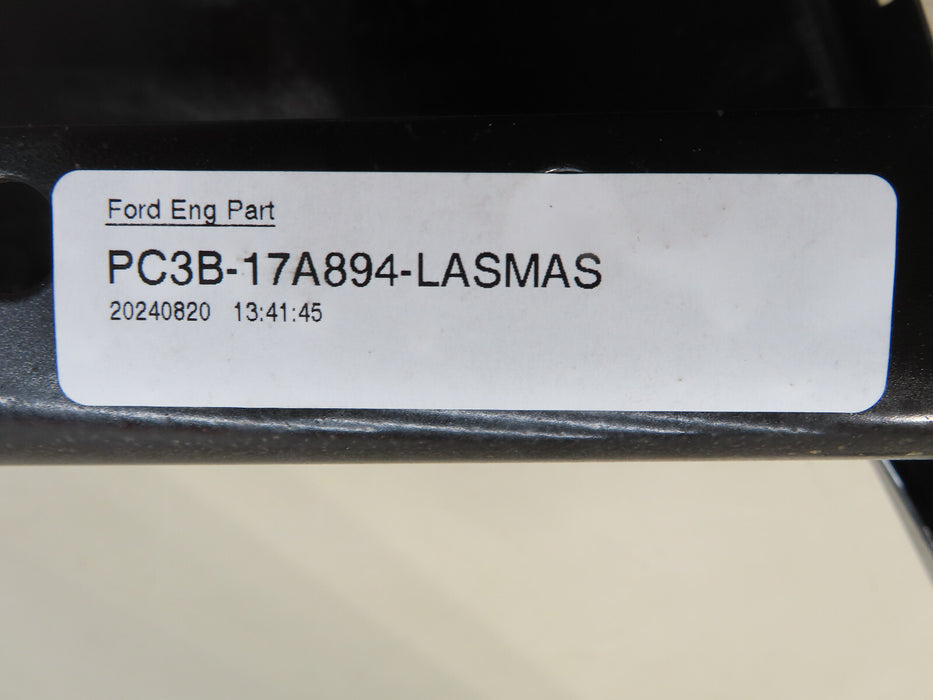 Ford Eng Part
PC3B-17A894-LASMAS
20240820 13:41:45